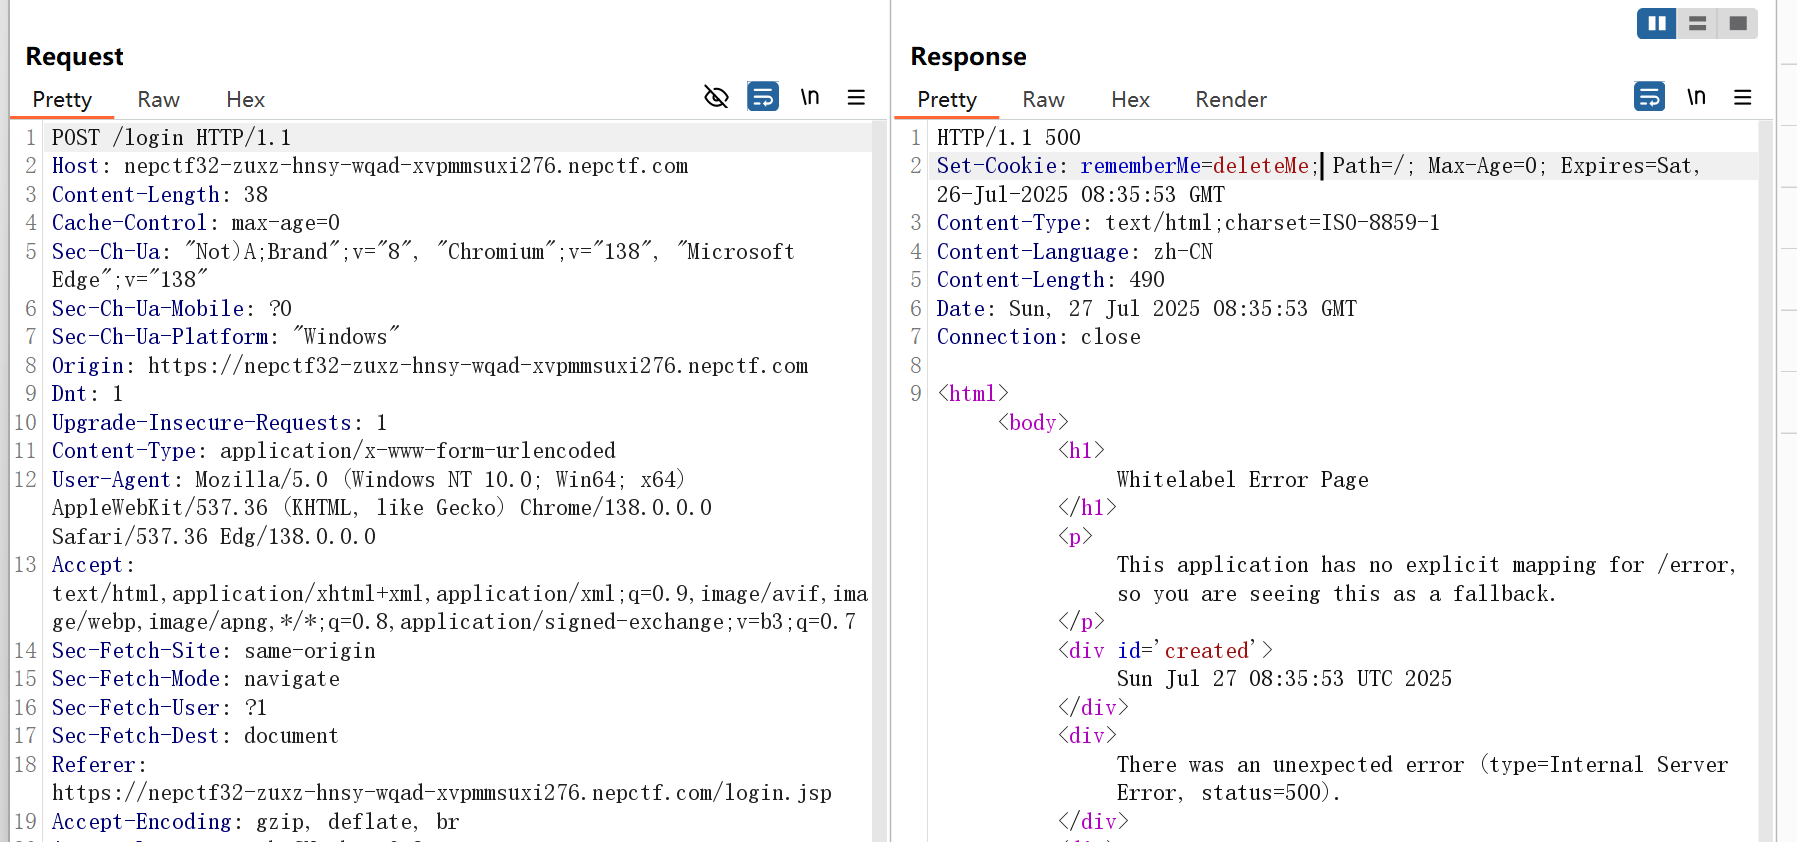 Request
Pretty Raw Hex \n
1 POST /login HTTP/1.1
2 Host: nepctf32-zuxz-hnsy-wqad-xvpmmsuxi276.nepctf.com
3 Content-Length: 38
4 Cache-Control: max-age=0
5 Sec-Ch-Ua: "Not)A;Brand";v="8", "Chromium";v="138", "Microsoft
Edge";v="138"
6 Sec-Ch-Ua-Mobile: ?0
7 Sec-Ch-Ua-Platform: "Windows"
8 Origin: https://nepctf32-zuxz-hnsy-wqad-xvpmmsuxi276.nepctf.com
9 Dnt: 1
10 Upgrade-Insecure-Requests: 1
11 Content-Type: application/x-www-form-urlencoded
12 User-Agent: Mozilla/5.0 (Windows NT 10.0; Win64; x64)
AppleWebKit/537.36 (KHTML, like Gecko) Chrome/138.0.0.0
Safari/537.36 Edg/138.0.0.0
13 Accept:
text/html,application/xhtml+xml,application/xml;q=0.9,image/avif,ima
ge/webp,image/apng,*/*;q=0.8,application/signed-exchange;v=b3;q=0.7
14 Sec-Fetch-Site: same-origin
15 Sec-Fetch-Mode: navigate
16 Sec-Fetch-User: ?1
17 Sec-Fetch-Dest: document
18 Referer:
https://nepctf32-zuxz-hnsy-wqad-xvpmmsuxi276.nepctf.com/login.jsp
19 Accept-Encoding: gzip, deflate, br
Response
Pretty Raw Hex Render \n
1 HTTP/1.1 500
2 Set-Cookie: rememberMe=deleteMe; Path=/; Max-Age=0; Expires=Sat,
26-Jul-2025 08:35:53 GMT
3 Content-Type: text/html;charset=ISO-8859-1
4 Content-Language: zh-CN
5 Content-Length: 490
6 Date: Sun, 27 Jul 2025 08:35:53 GMT
7 Connection: close
8
9 <html>
<body>
<h1>
Whitelabel Error Page
</h1>
<p>
This application has no explicit mapping for /error,
so you are seeing this as a fallback.
</p>
<div id='created'>
Sun Jul 27 08:35:53 UTC 2025
</div>
<div>
There was an unexpected error (type=Internal Server
Error, status=500).
</div>